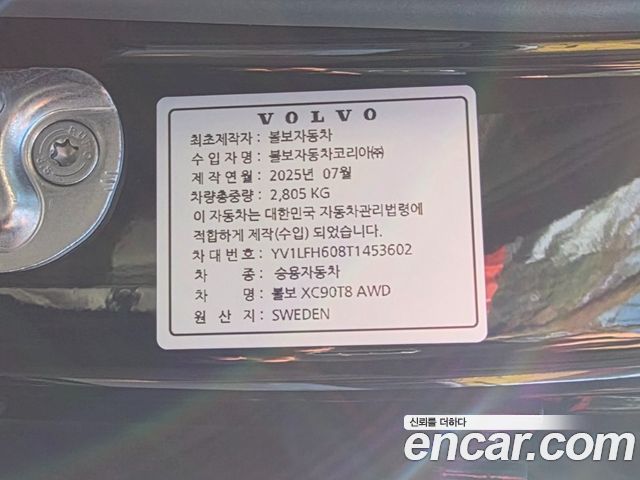 VOLVO
최초제작자 : 볼보자동차
수 입 자 명 : 볼보자동차코리아㈜
제 작 연 월 : 2025년 07월
차량총중량 : 2,805 KG
이 자동차는 대한민국 자동차관리법령에
적합하게 제작(수입) 되었습니다.
차 대 번 호 : YV1LFH608T1453602
차 종 : 승용자동차
차 명 : 볼보 XC90T8 AWD
원 산 지 : SWEDEN
신뢰를 더하다
encar.com